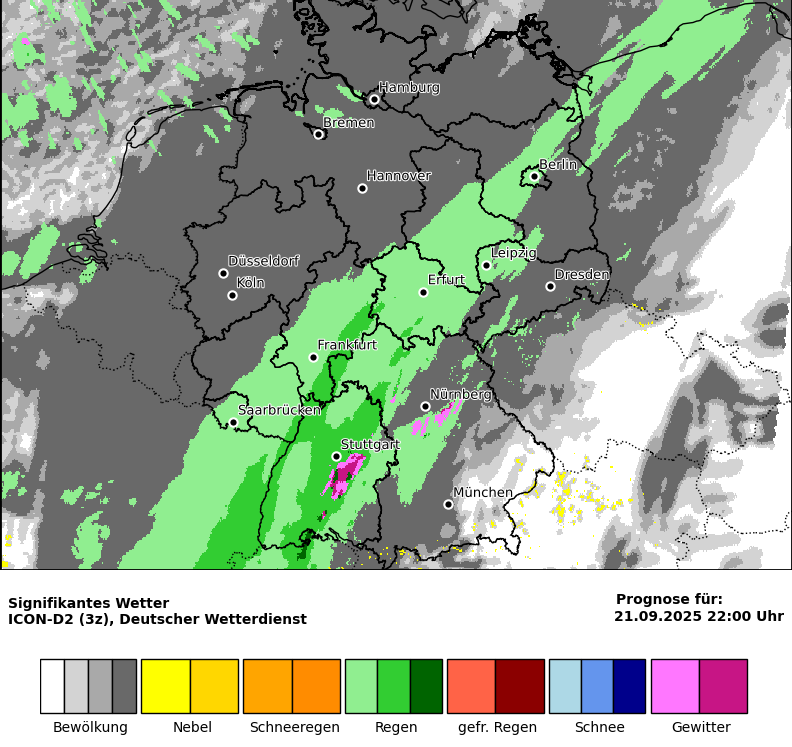 Hamburg
Bremen
Berlin
Hannover
Leipzig
Düsseldorf
Dresden
Köln
Erfurt
Frankfurt
Nürnberg
Saarbrücken
Stuttgart
München
Signifikantes Wetter
ICON-D2 (3z), Deutscher Wetterdienst
Prognose für:
21.09.2025 22:00 Uhr
Bewölkung Nebel Schneeregen Regen gefr. Regen Schnee Gewitter